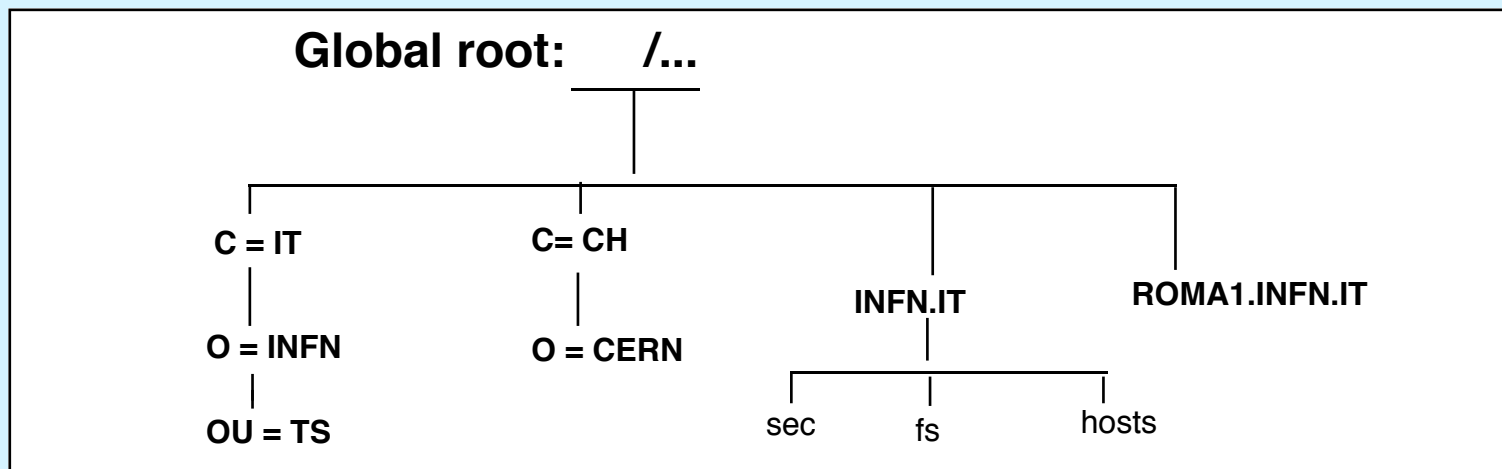 Global root: /...
C = IT
C= CH
INFN.IT
ROMA1.INFN.IT
O = INFN
O = CERN
OU = TS
sec
fs
hosts